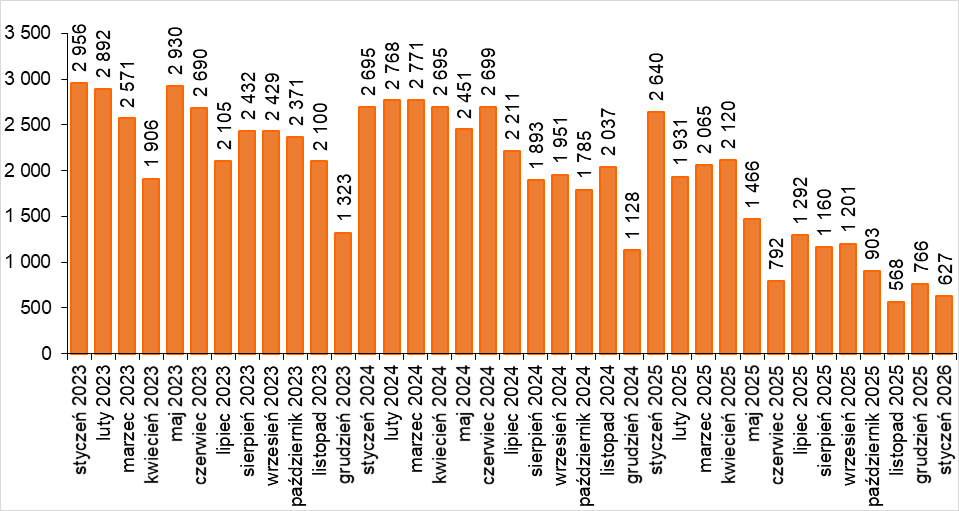 3 500
3 000
2 500
2 000
1 500
1 000
500
0
2 956
2 892
2 571
1 906
2 930
2 690
2 105
2 432
2 429
2 371
2 100
1 323
2 695
2 768
2 771
2 695
2 451
2 699
2 211
1 893
1 951
1 785
2 037
1 128
2 640
1 931
2 065
2 120
1 466
792
1 292
1 160
1 201
903
568
766
627
styczeń 2023
luty 2023
marzec 2023
kwiecień 2023
maj 2023
czerwiec 2023
lipiec 2023
sierpień 2023
wrzesień 2023
październik 2023
listopad 2023
grudzień 2023
styczeń 2024
luty 2024
marzec 2024
kwiecień 2024
maj 2024
czerwiec 2024
lipiec 2024
sierpień 2024
wrzesień 2024
październik 2024
listopad 2024
grudzień 2024
styczeń 2025
luty 2025
marzec 2025
kwiecień 2025
maj 2025
czerwiec 2025
lipiec 2025
sierpień 2025
wrzesień 2025
październik 2025
listopad 2025
grudzień 2025
styczeń 2026